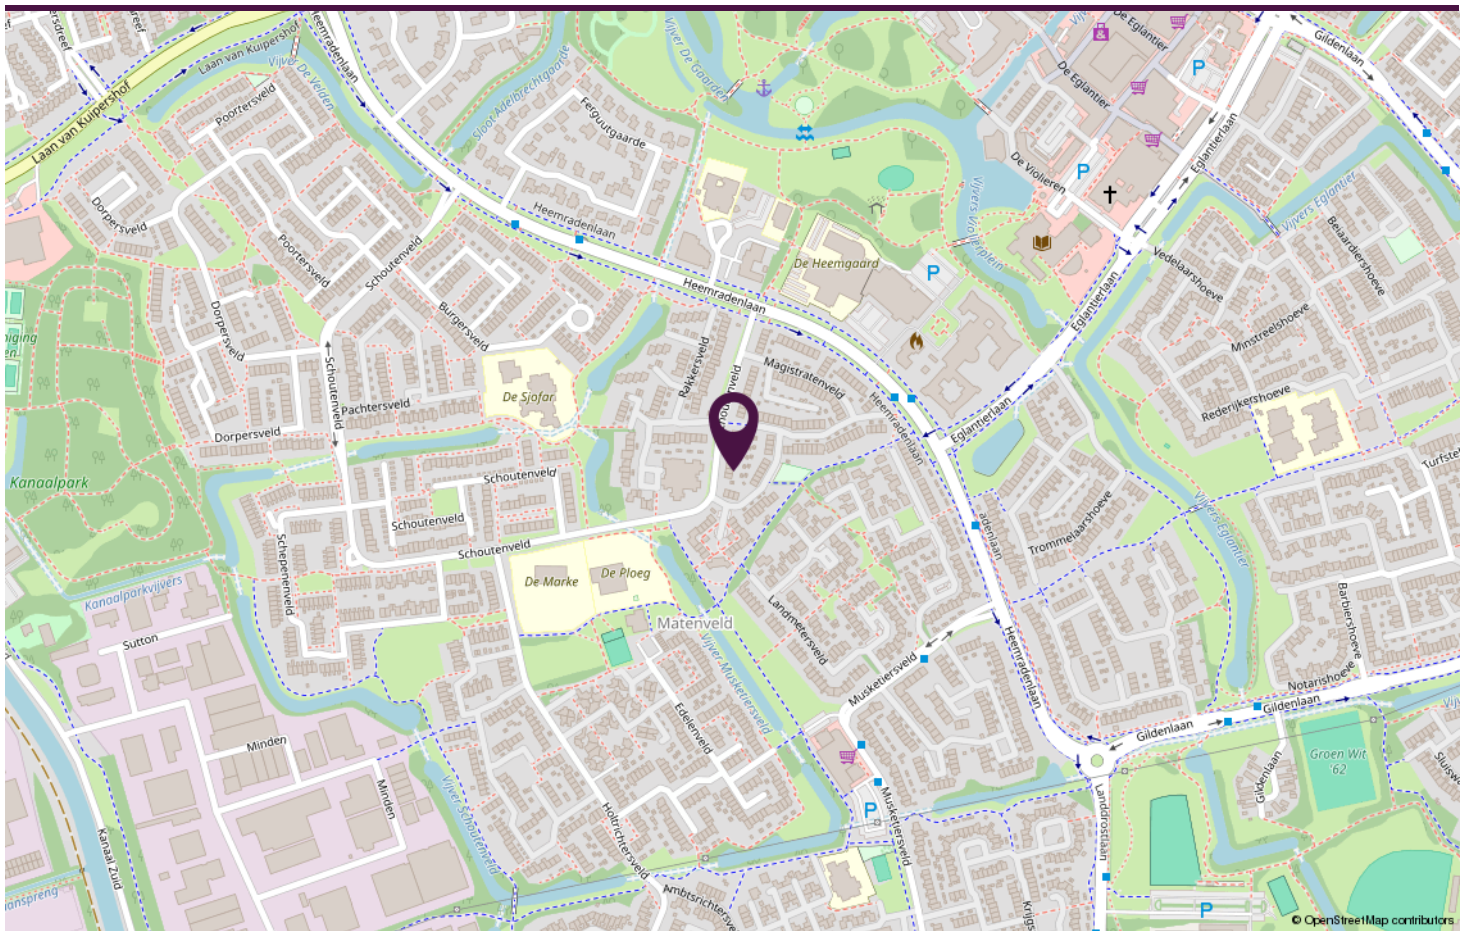 Heemradenlaan
Laan van Kuipershof
Vijver De Velden
Poortersveld
Laan van Kuipershof
Sloot Adelbrechtgaarde
Ferguutgaarde
Vijver De Gaarden
De Eglantier
De Eglantier
P
Gildenlaan
Eglantierlaan
De Violieren
P
Vijvers Violierplein
Vijvers Eglantier
Beiaardiershoeve
Dorpersveld
Poortersveld
Schoutenveld
Heemradenlaan
De Heemgaard
P
Vedelaarshoeve
Heemradenlaan
Eglantierlaan
Minstreelshoeve
Dorpersveld
Burgersveld
Rakkersveld
Magistratenveld
Schoutenveld
De Sjofar
Pachtersveld
Dorpersveld
Heemradenlaan
Eglantierlaan
Rederijkershoeve
Kanaalpark
Schoutenveld
Schoutenveld
Schoutenveld
Schepenenveld
Trommelaarshoeve
Vijvers Eglantier
De Marke
De Ploeg
Kanaalparkvijvers
Matenveld
Landmetersveld
Barbiershoeve
Sutton
Vijver Musketiersveld
Musketiersveld
Heemradenlaan
Notarishoeve
Gildenlaan
Gildenlaan
Edelenveld
Minden
Minden
Groen Wit
'62
Gildenlaan
Vijver Schoutenveld
Holtrichtersveld
P
Musketiersveld
Landdrostlaan
Kanaal Zuid
P
© OpenStreetMap contributors